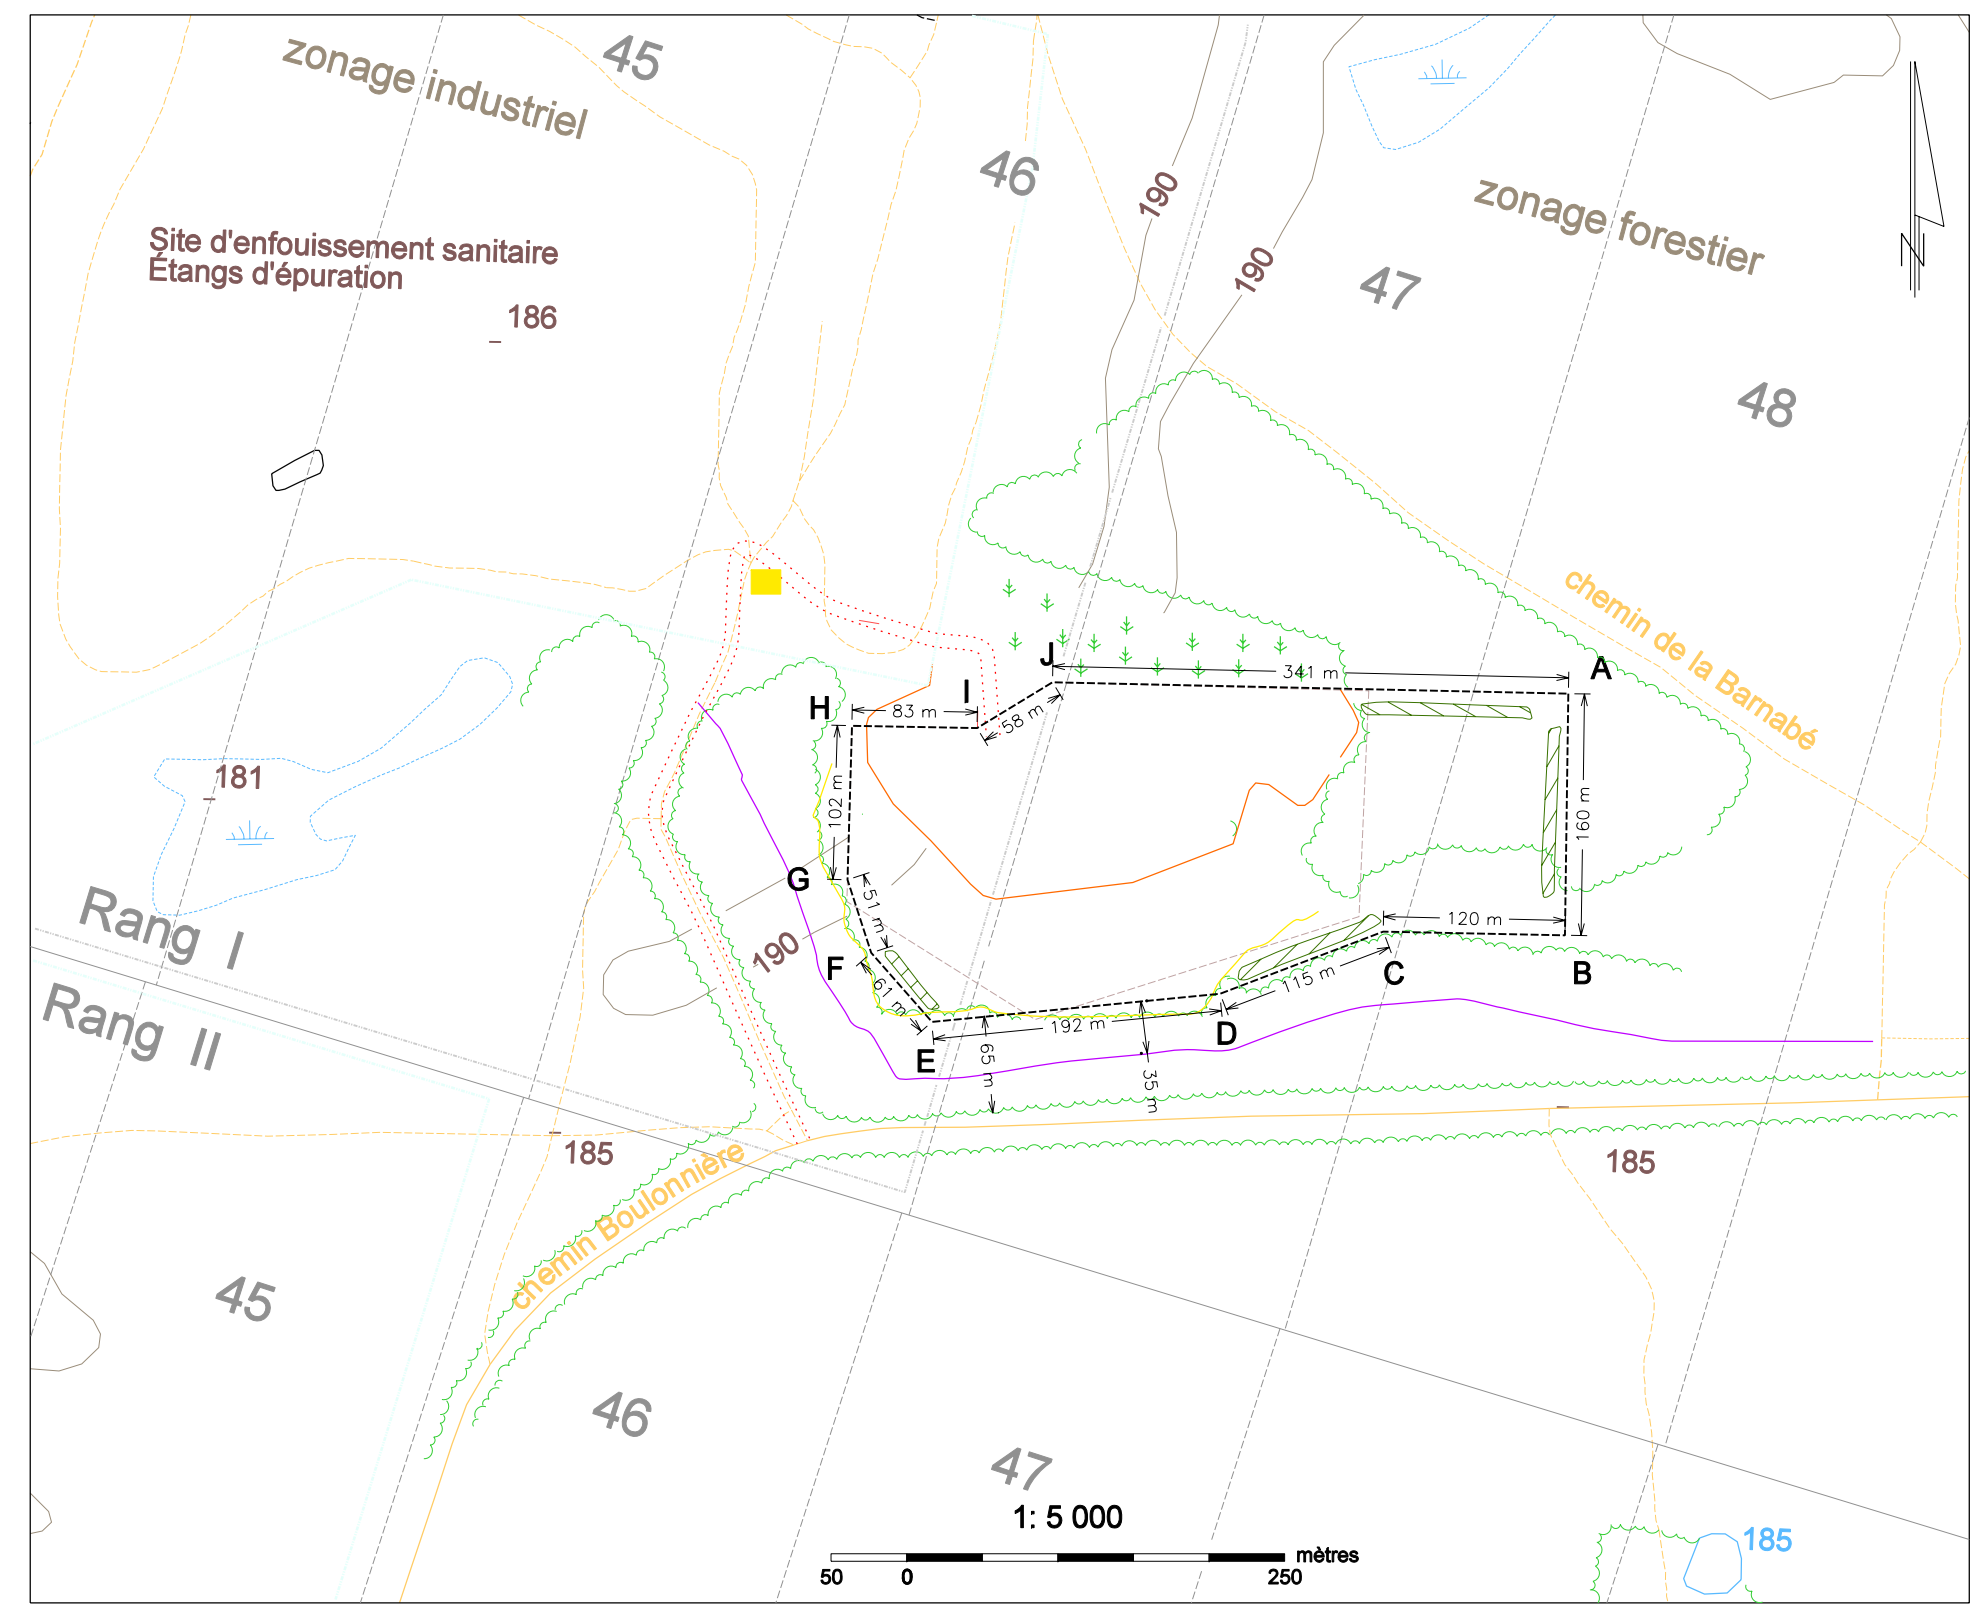 zonage industriel
45
46
190
190
zonage forestier
47
48
N
Site d'enfouissement sanitaire
Étangs d'épuration
186
chemin de la Barnabé
J
341 m
A
I
H
83 m
58 m
181
102 m
160 m
G
51 m
120 m
190
F
61 m
115 m
C
B
192 m
D
E
65 m
35 m
Rang I
Rang II
185
185
chemin Boulonnière
45
46
47
1: 5 000
mètres
50 0 250
185